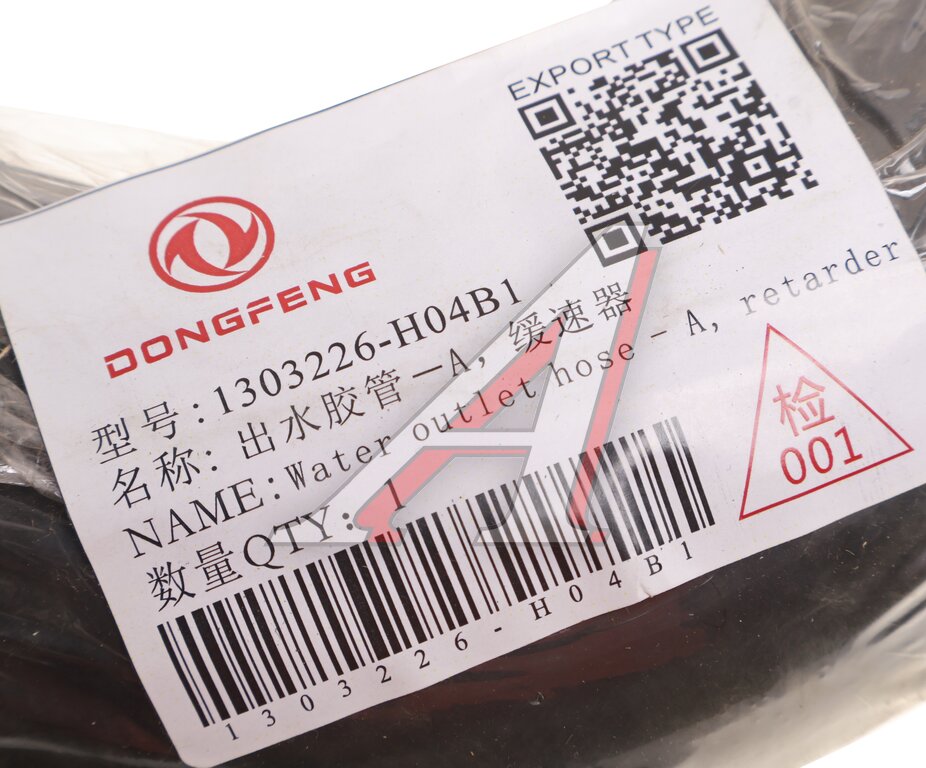 EXPORT TYPE
DONGFENG
型号: 1303226-H04B1
名称: 出水胶管-A, 缓速器
NAME: Water outlet hose-A, retarder
数量QTY: 1
检
001
1303226-H04B1